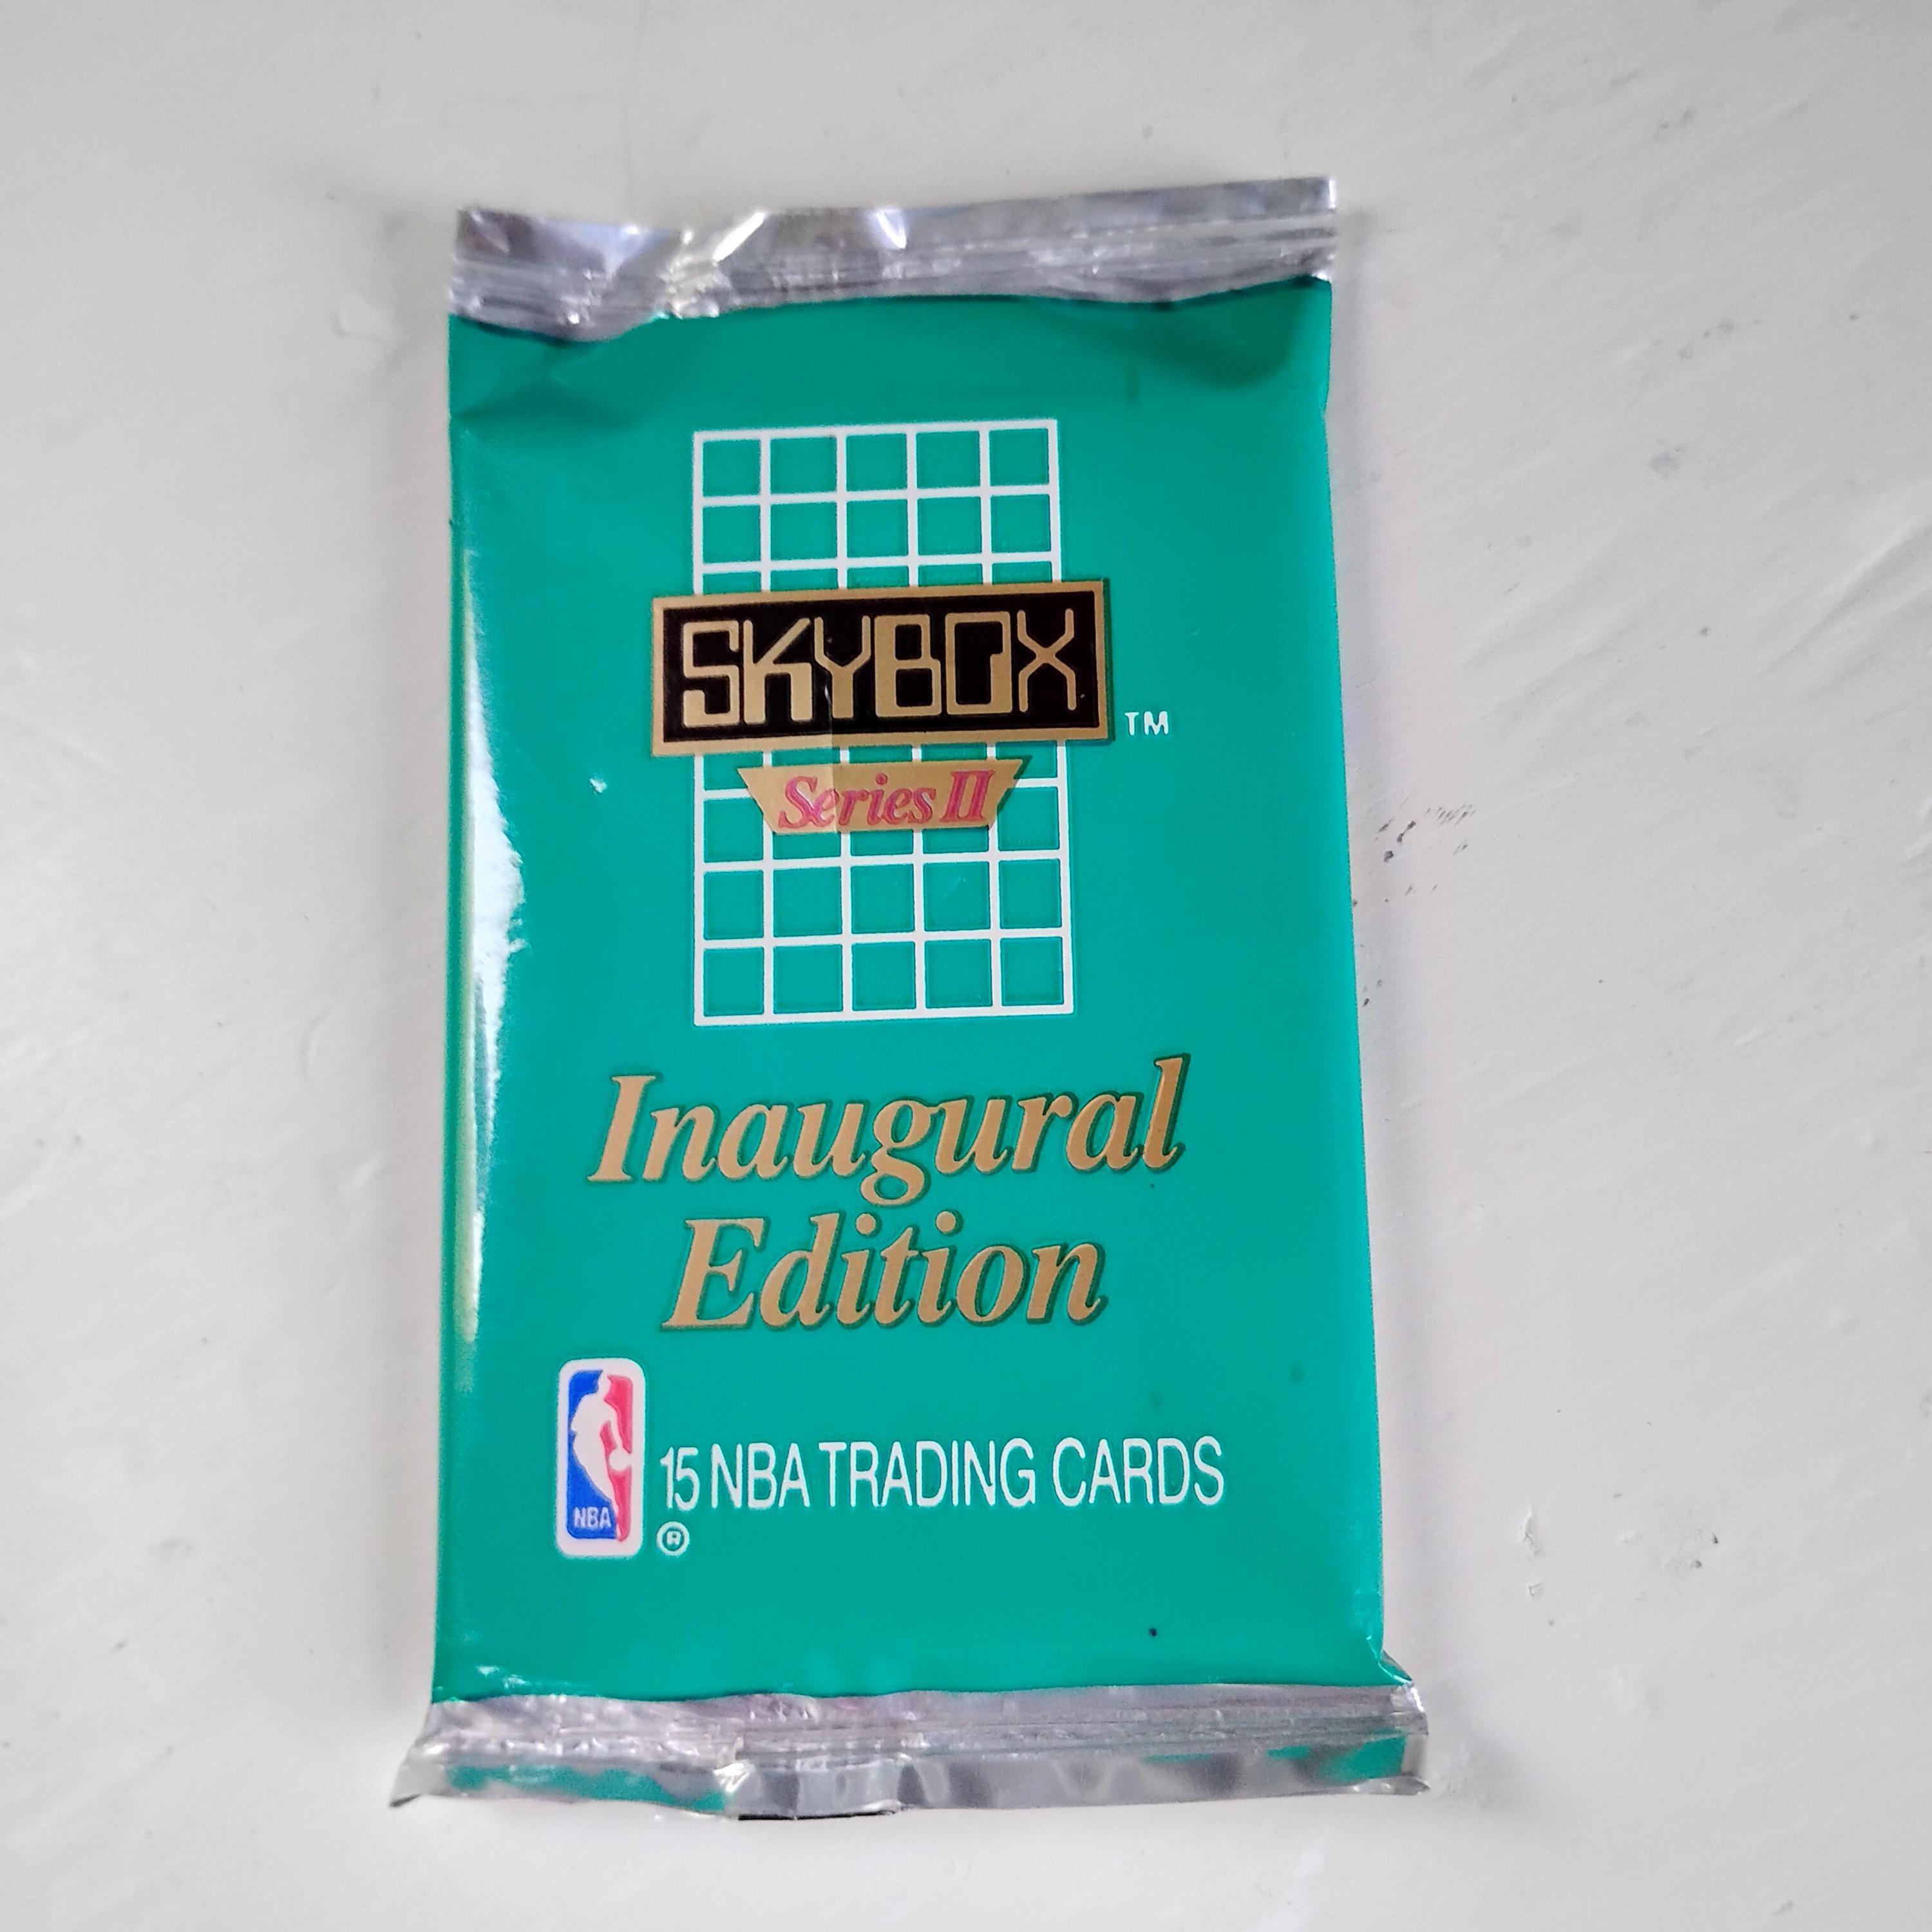 SKYBOX
TM
Series II
Inaugural
Edition
NBA
®
15 NBA TRADING CARDS